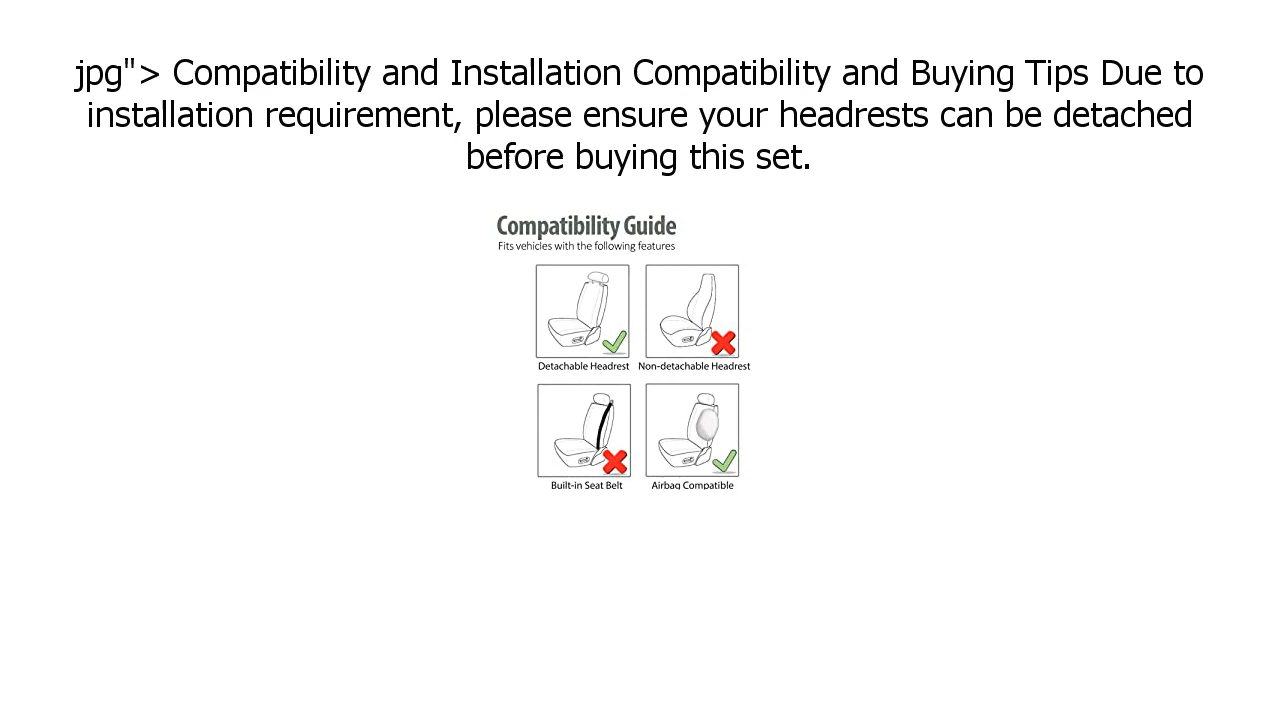 jpg"> Compatibility and Installation Compatibility and Buying Tips Due to
installation requirement, please ensure your headrests can be detached
before buying this set.
Compatibility Guide
Fits vehicles with the following features
Detachable Headrest
Non-detachable Headrest
Built-in Seat Belt
Airbag Compatible